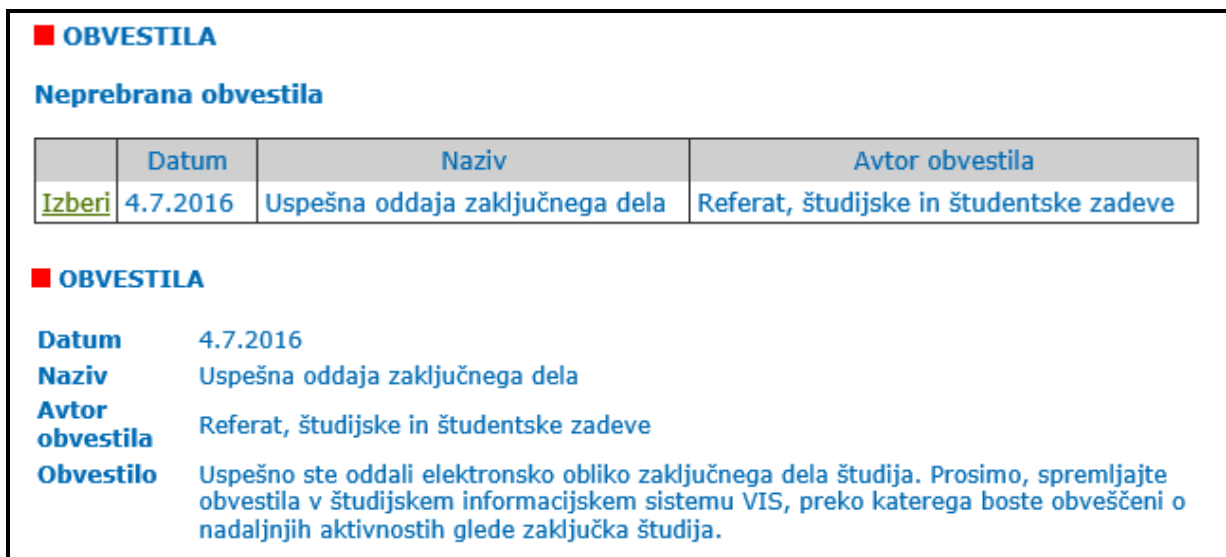 OBVESTILA
Neprebrana obvestila
Datum Naziv Avtor obvestila
Izberi 4.7.2016 Uspešna oddaja zaključnega dela Referat, študijske in študentske zadeve
OBVESTILA
Datum 4.7.2016
Naziv Uspešna oddaja zaključnega dela
Avtor
obvestila Referat, študijske in študentske zadeve
Obvestilo Uspešno ste oddali elektronsko obliko zaključnega dela študija. Prosimo, spremljajte
obvestila v študijskem informacijskem sistemu VIS, preko katerega boste obveščeni o
nadaljnjih aktivnostih glede zaključka študija.